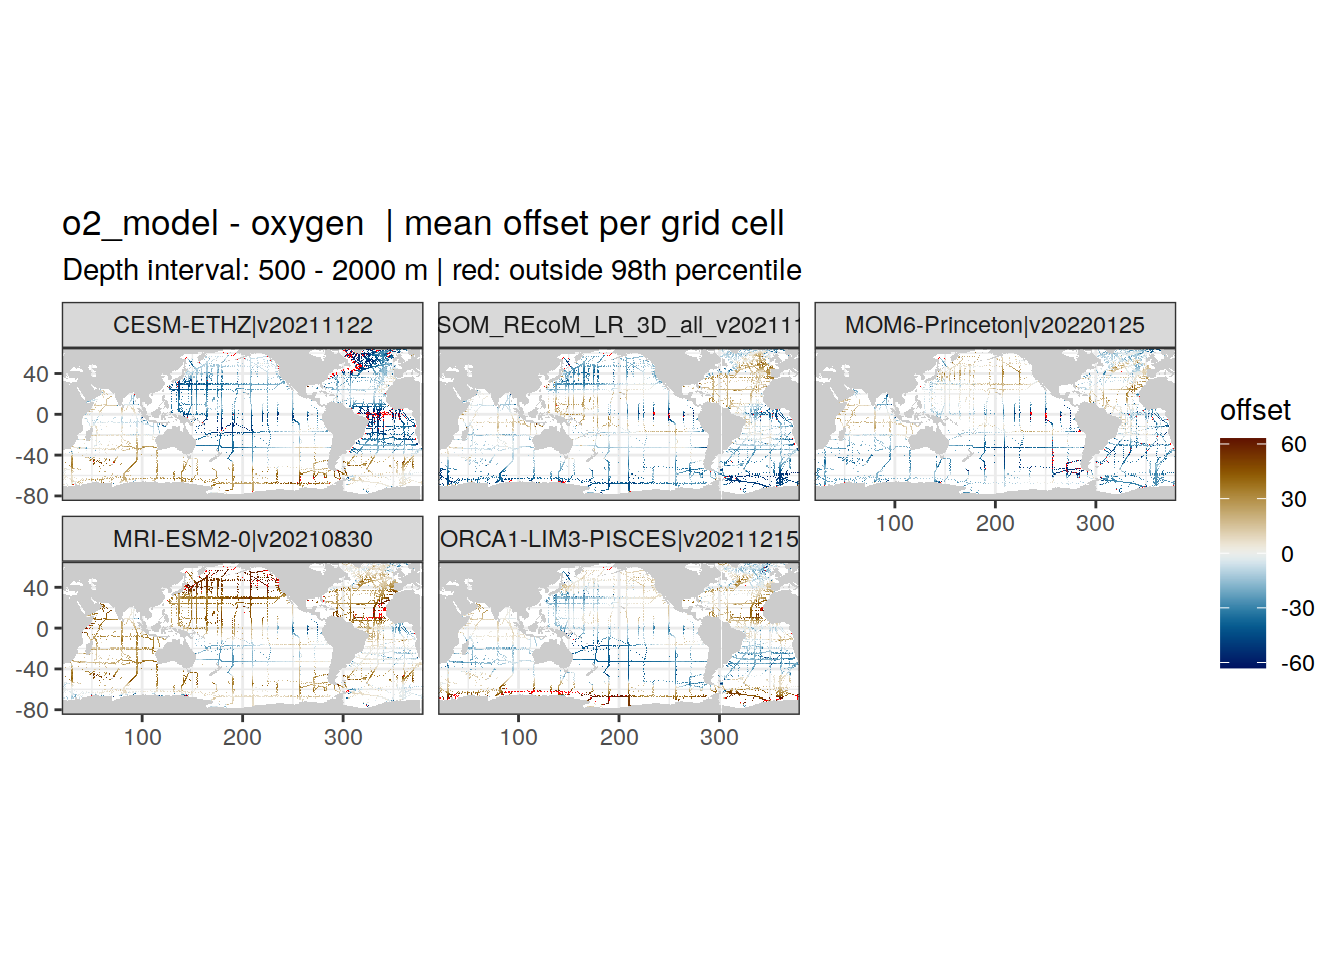 o2_model - oxygen  | mean offset per grid cell
Depth interval: 500 - 2000 m | red: outside 98th percentile
CESM-ETHZ|v20211122
SOM_REcoM_LR_3D_all_v202111
MOM6-Princeton|v20220125
40
0
-40
-80
100
200
300
MRI-ESM2-0|v20210830
ORCA1-LIM3-PISCES|v20211215
40
0
-40
-80
100
200
300
100
200
300
offset
60
30
0
-30
-60